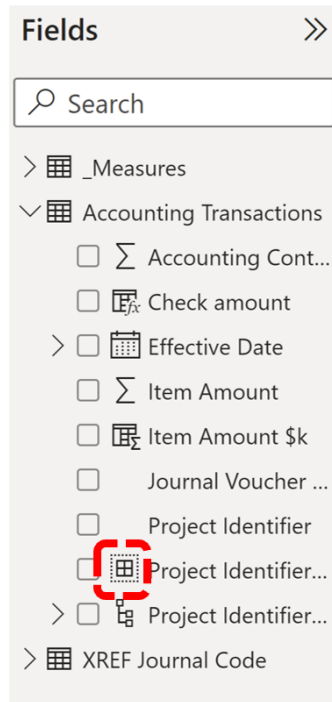 Fields
Search
_Measures
Accounting Transactions
Accounting Cont...
Check amount
Effective Date
Item Amount
Item Amount $k
Journal Voucher ...
Project Identifier
Project Identifier...
Project Identifier...
XREF Journal Code